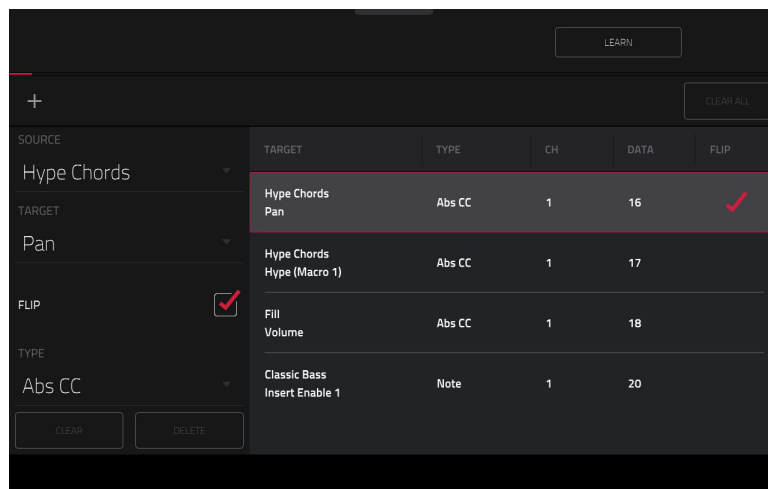 LEARN
+
CLEAR ALL
SOURCE
Hype Chords
TARGET
Pan
FLIP
TYPE
Abs CC
CLEAR DELETE
TARGET TYPE CH DATA FLIP
Hype Chords
Pan Abs CC 1 16
Hype Chords
Hype (Macro 1) Abs CC 1 17
Fill
Volume Abs CC 1 18
Classic Bass
Insert Enable 1 Note 1 20